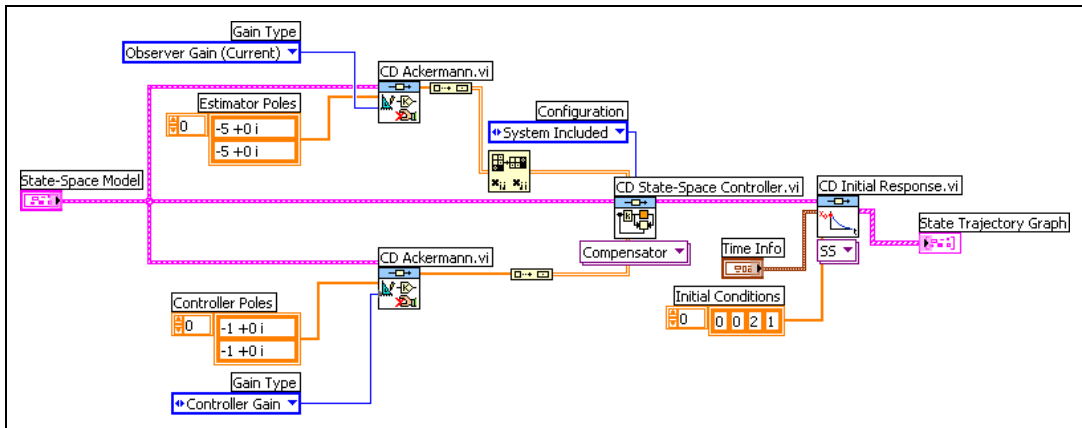 Gain Type
Observer Gain (Current)
CD Ackermann.vi
Estimator Poles
0
-5 +0 i
-5 +0 i
Configuration
System Included
State-Space Model
CD State-Space Controller.vi
Compensator
CD Initial Response.vi
State Trajectory Graph
Time Info
SS
Initial Conditions
0 0 0 2 1
CD Ackermann.vi
Controller Poles
0
-1 +0 i
-1 +0 i
Gain Type
Controller Gain